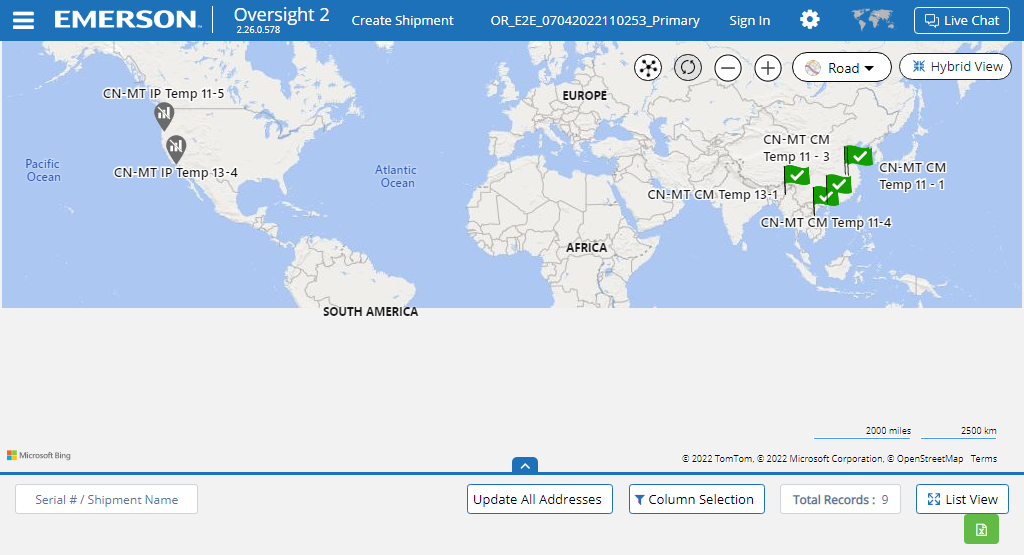 EMERSON
Oversight 2
2.26.0.578
Create Shipment
OR_E2E_07042022110253_Primary
Sign In
Live Chat
Road
Hybrid View
CN-MT IP Temp 11-5
CN-MT IP Temp 13-4
Pacific
Ocean
Atlantic
Ocean
EUROPE
AFRICA
SOUTH AMERICA
CN-MT CM
Temp 11 - 3
CN-MT CM
Temp 11 - 1
CN-MT CM Temp 13-1
CN-MT CM Temp 11-4
2000 miles
2500 km
Microsoft Bing
© 2022 TomTom, © 2022 Microsoft Corporation, © OpenStreetMap Terms
Serial # / Shipment Name
Update All Addresses
Column Selection
Total Records : 9
List View